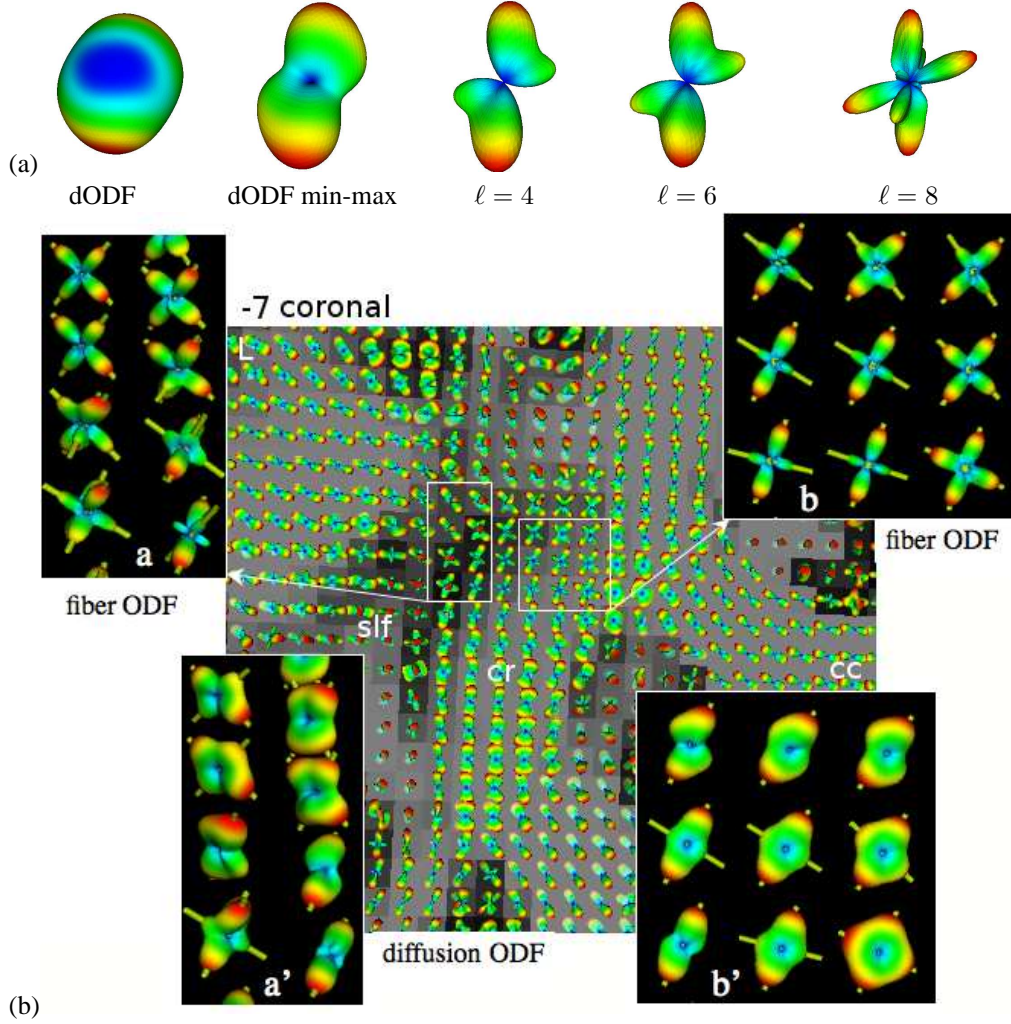 (a)
dODF dODF min-max ℓ = 4 ℓ = 6 ℓ = 8
-7 coronal
L
a
b
fiber ODF
fiber ODF
slf
cr
cc
a’
diffusion ODF
b’
(b)